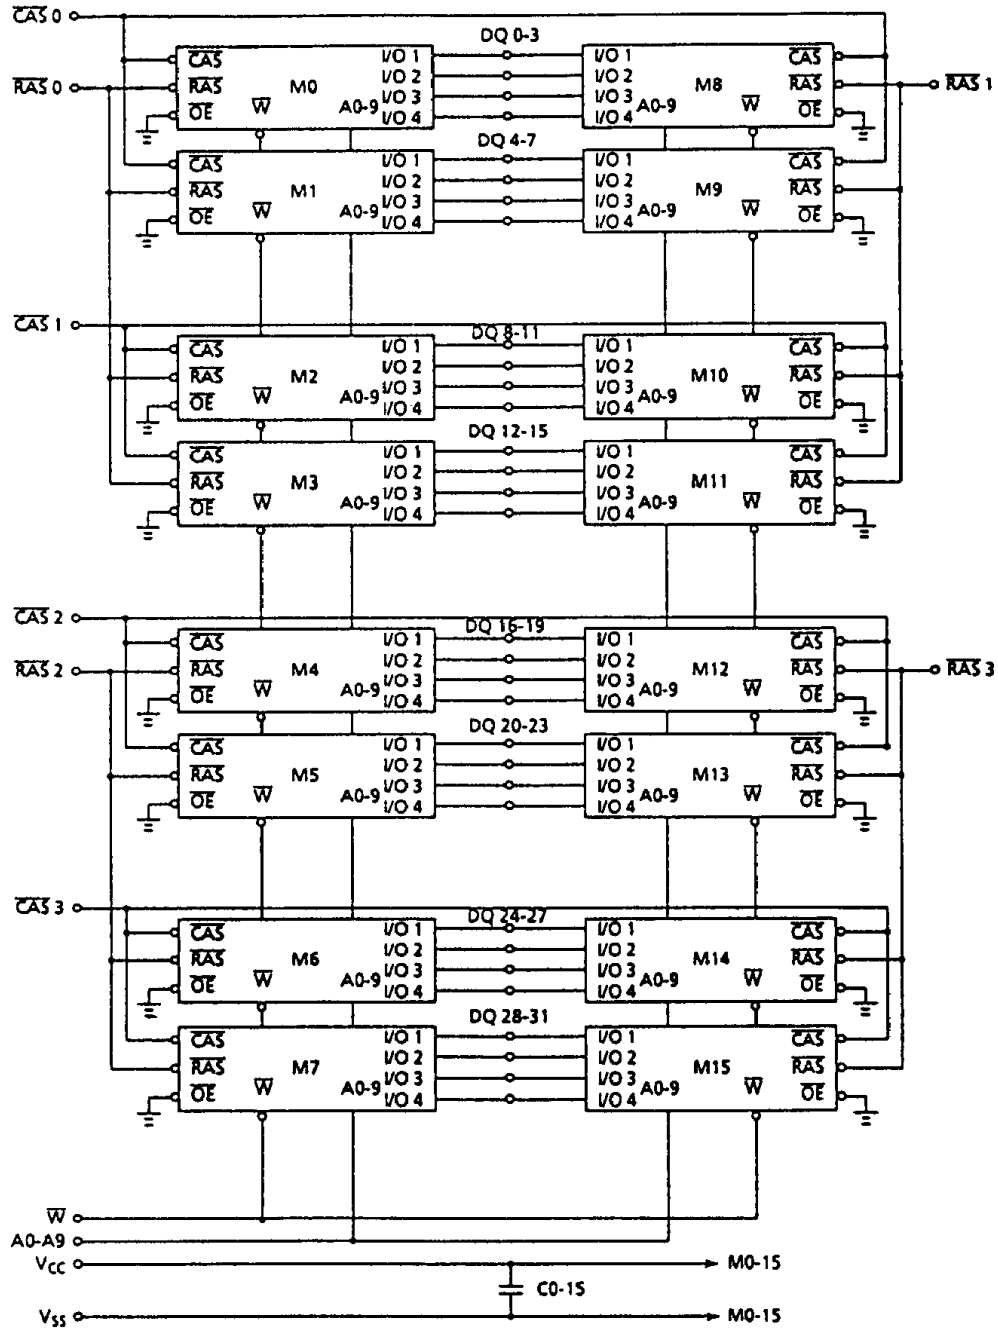 CAS 0
DQ 0-3
CAS I/O 1 I/O 1 CAS
RAS 0 RAS M0 I/O 2 I/O 2 M8 RAS RAS 1
OE W A0-9 I/O 3 I/O 3 A0-9 W OE
I/O 4 I/O 4
DQ 4-7
CAS I/O 1 I/O 1 CAS
RAS M1 I/O 2 I/O 2 M9 RAS
OE W A0-9 I/O 3 I/O 3 A0-9 W OE
I/O 4 I/O 4
CAS 1
DQ 8-11
CAS I/O 1 I/O 1 CAS
RAS M2 I/O 2 I/O 2 M10 RAS
OE W A0-9 I/O 3 I/O 3 A0-9 W OE
I/O 4 I/O 4
DQ 12-15
CAS I/O 1 I/O 1 CAS
RAS M3 I/O 2 I/O 2 M11 RAS
OE W A0-9 I/O 3 I/O 3 A0-9 W OE
I/O 4 I/O 4
CAS 2
DQ 16-19
CAS I/O 1 I/O 1 CAS
RAS 2 RAS M4 I/O 2 I/O 2 M12 RAS RAS 3
OE W A0-9 I/O 3 I/O 3 A0-9 W OE
I/O 4 I/O 4
DQ 20-23
CAS I/O 1 I/O 1 CAS
RAS M5 I/O 2 I/O 2 M13 RAS
OE W A0-9 I/O 3 I/O 3 A0-9 W OE
I/O 4 I/O 4
CAS 3
DQ 24-27
CAS I/O 1 I/O 1 CAS
RAS M6 I/O 2 I/O 2 M14 RAS
OE W A0-9 I/O 3 I/O 3 A0-9 W OE
I/O 4 I/O 4
DQ 28-31
CAS I/O 1 I/O 1 CAS
RAS M7 I/O 2 I/O 2 M15 RAS
OE W A0-9 I/O 3 I/O 3 A0-9 W OE
I/O 4 I/O 4
W
A0-A9
VCC M0-15
C0-15
VSS M0-15